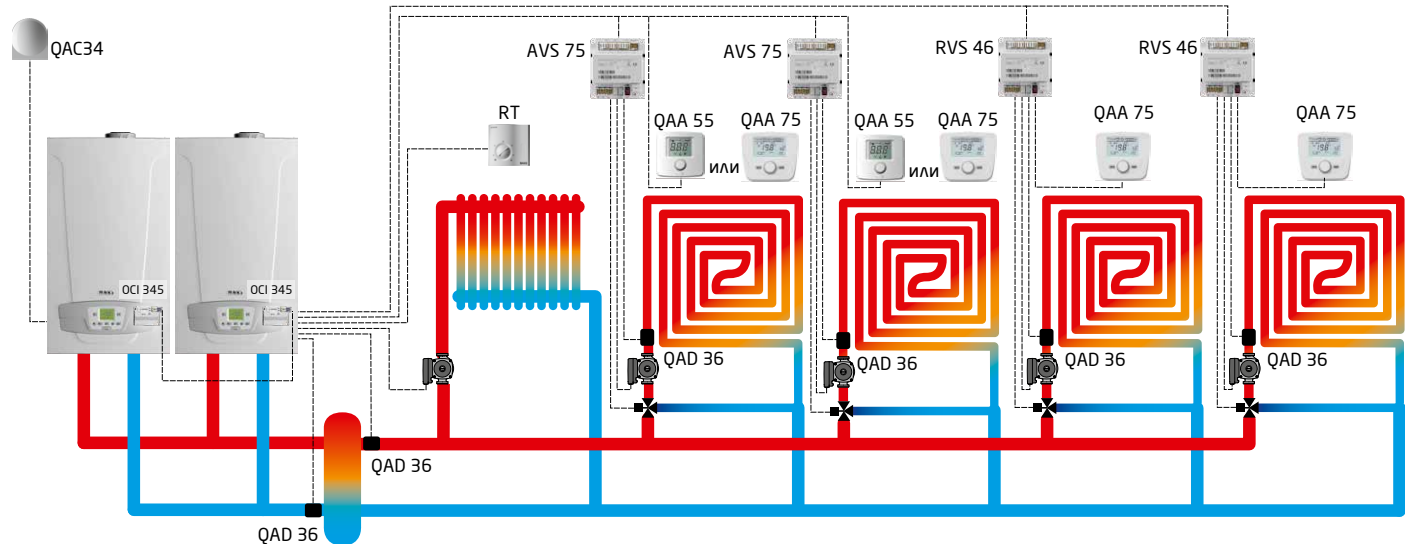 QAC34
AVS 75
AVS 75
RVS 46
RVS 46
RT
QAA 55
QAA 75
QAA 55
QAA 75
QAA 75
QAA 75
или
или
OCI 345
OCI 345
QAD 36
QAD 36
QAD 36
QAD 36
QAD 36
QAD 36